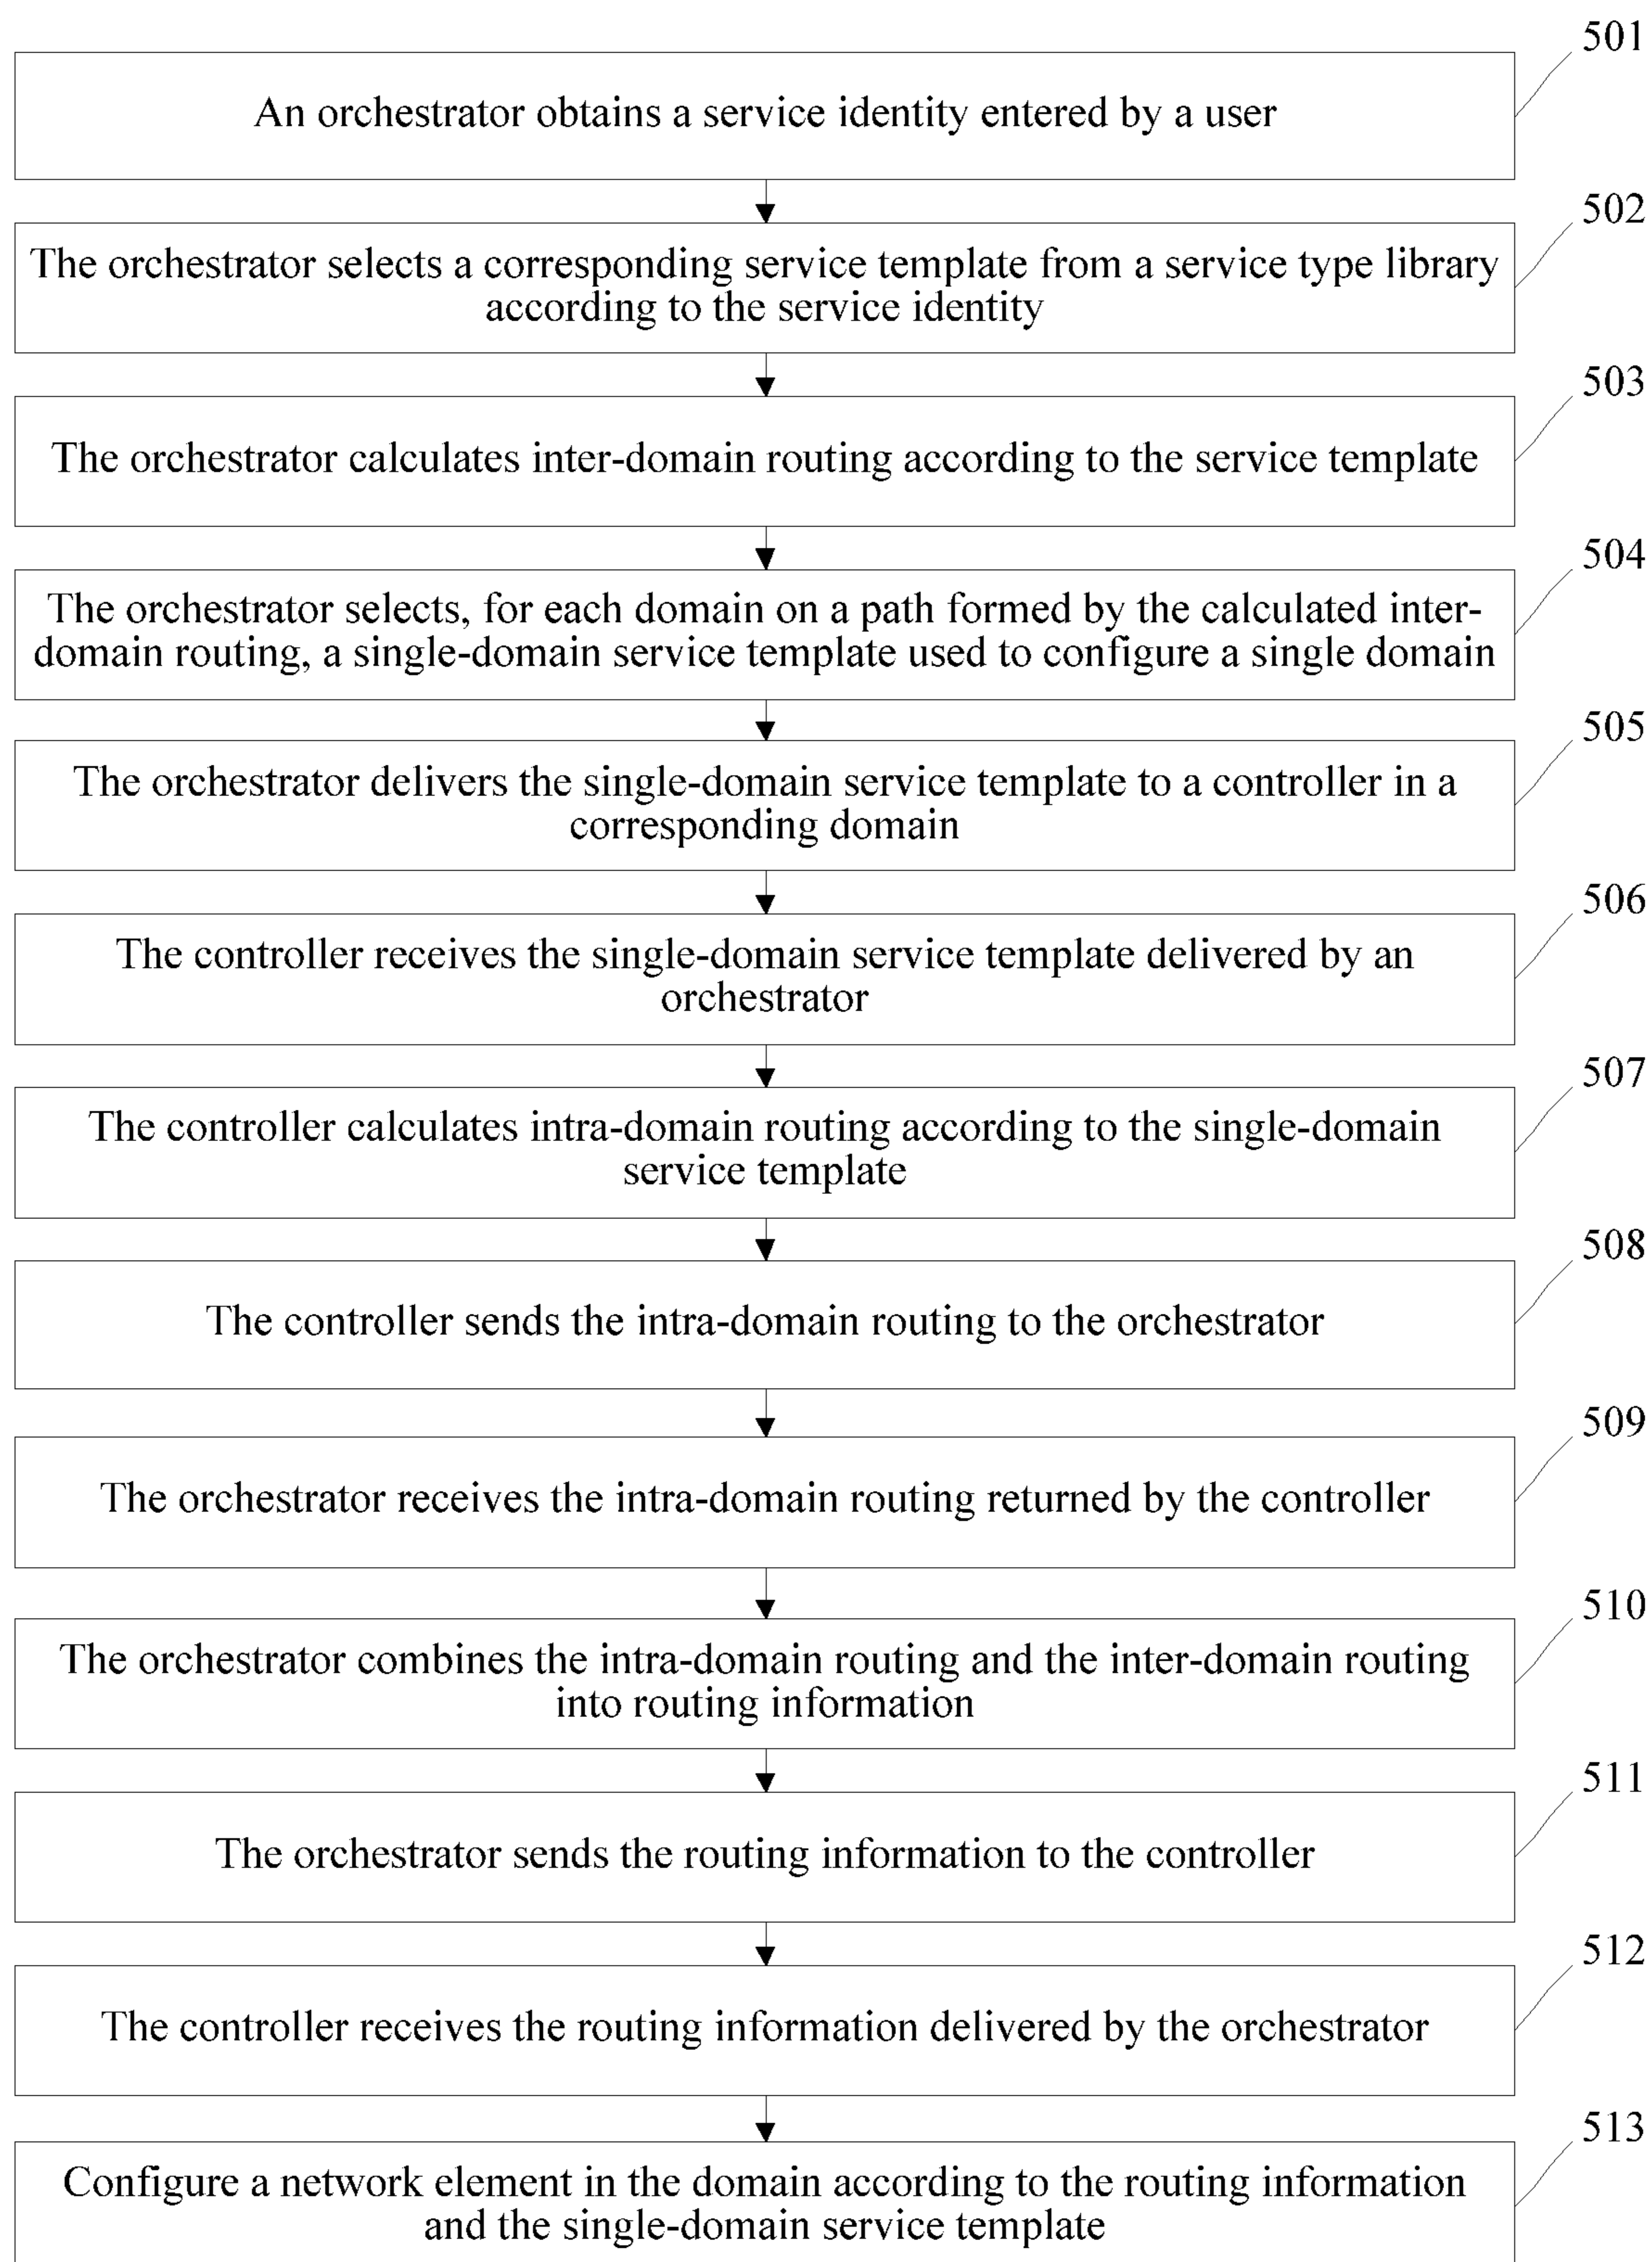 501
An orchestrator obtains a service identity entered by a user
502
The orchestrator selects a corresponding service template from a service type library
according to the service identity
503
The orchestrator calculates inter-domain routing according to the service template
504
The orchestrator selects, for each domain on a path formed by the calculated inter-
domain routing, a single-domain service template used to configure a single domain
505
The orchestrator delivers the single-domain service template to a controller in a
corresponding domain
506
The controller receives the single-domain service template delivered by an
orchestrator
507
The controller calculates intra-domain routing according to the single-domain
service template
508
The controller sends the intra-domain routing to the orchestrator
509
The orchestrator receives the intra-domain routing returned by the controller
510
The orchestrator combines the intra-domain routing and the inter-domain routing
into routing information
511
The orchestrator sends the routing information to the controller
512
The controller receives the routing information delivered by the orchestrator
513
Configure a network element in the domain according to the routing information
and the single-domain service template